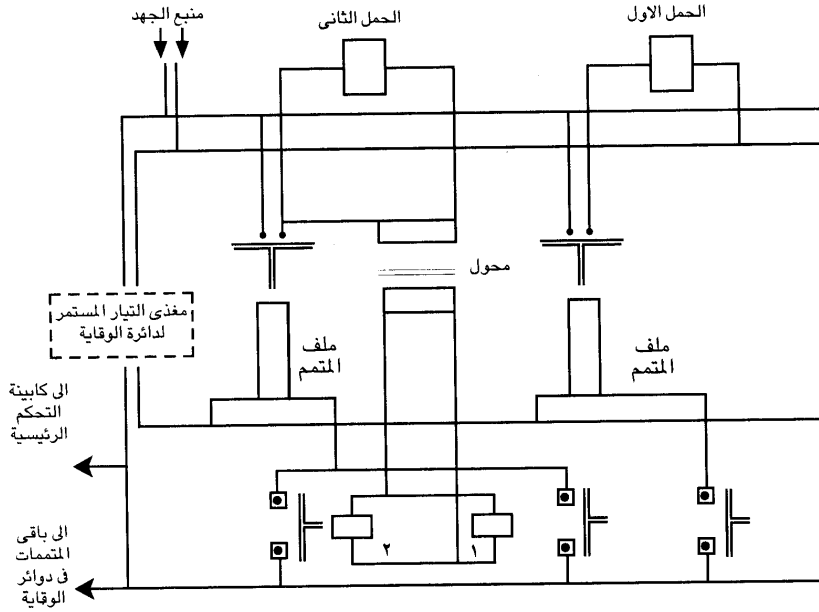 الحمل الاول
الحمل الثانى
منبع الجهد
محول
مغذى التيار المستمر
لدائرة الوقاية
ملف
المتمم
ملف
المتمم
الى كابينة
التحكم
الرئيسية
١
٢
الى باقى
المتممات
فى دوائر
الوقاية